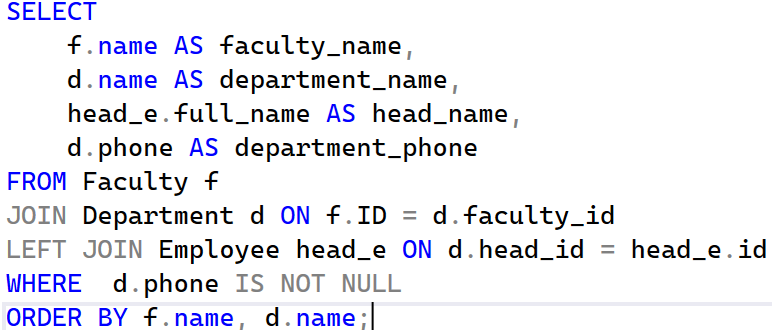 SELECT
    f.name AS faculty_name,
    d.name AS department_name,
    head_e.full_name AS head_name,
    d.phone AS department_phone
FROM Faculty f
JOIN Department d ON f.ID = d.faculty_id
LEFT JOIN Employee head_e ON d.head_id = head_e.id
WHERE  d.phone IS NOT NULL
ORDER BY f.name, d.name;